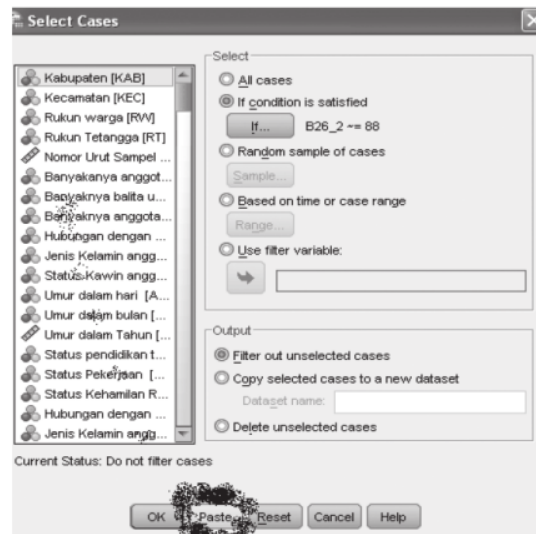 Select Cases
Kabupaten [KAB]
Kecamatan [KEC]
Rukun warga [RW]
Rukun Tetangga [RT]
Nomor Urut Sampel ...
Banyakanya anggot...
Banyaknya balita u...
Banyaknya anggota...
Hubungan dengan ...
Jenis Kelamin angg...
Status Kawin angg...
Umur dalam hari [A...
Umur dalam bulan [...
Umur dalam Tahun [...
Status pendidikan t...
Status Pekerjaan [...
Status Kehamilan R...
Hubungan dengan ...
Jenis Kelamin angg...
Select
All cases
If condition is satisfied
If... B26_2 ~= 88
Random sample of cases
Sample...
Based on time or case range
Range...
Use filter variable:
Output
Filter out unselected cases
Copy selected cases to a new dataset
Dataset name:
Delete unselected cases
Current Status: Do not filter cases
OK Paste Reset Cancel Help